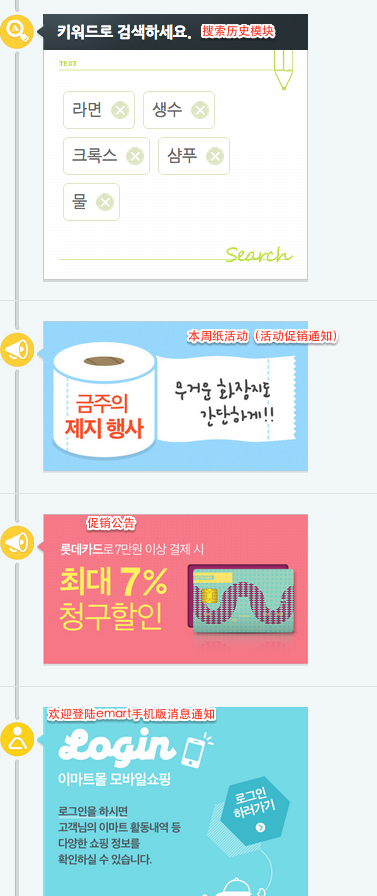 키워드로 검색하세요. 搜索历史模块
TEXT
라면 생수
크록스 샴푸
물
Search
本周纸活动（活动促销通知）
금주의
제지 행사
무거운 화장지도
간단하게!!
促销公告
롯데카드로 7만원 이상 결제 시
최대 7%
청구할인
欢迎登陆emart手机版消息通知
Login
이마트몰 모바일쇼핑
로그인
하러가기
로그인을 하시면
고객님의 이마트 활동내역 등
다양한 쇼핑 정보를
확인하실 수 있습니다.